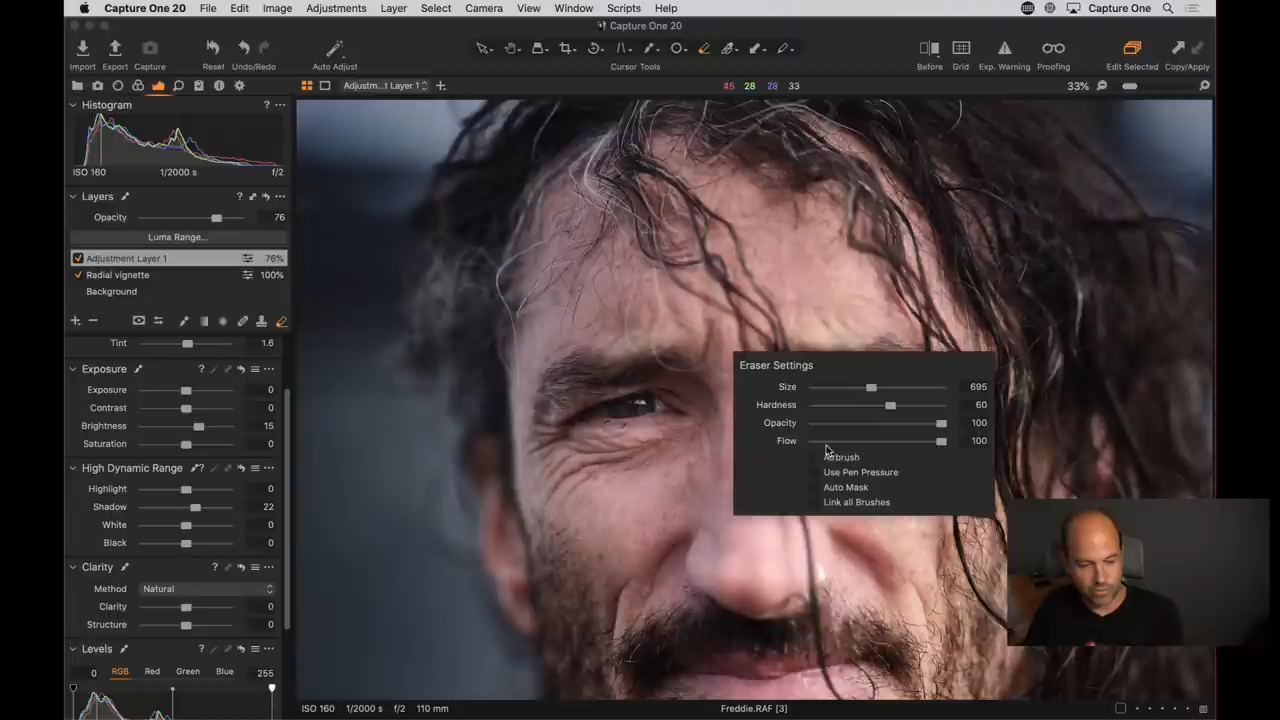 Capture One 20 File Edit Image Adjustments Layer Select Camera View Window Scripts Help Capture One
Capture One 20
Import Export Capture Reset Undo/Redo Auto Adjust Cursor Tools Before Grid Exp. Warning Proofing Edit Selected Copy/Apply
Adjustm...t Layer 1 45 28 28 33 33%
Histogram ? ...
ISO 160 1/2000 s f/2
Layers ? ...
Opacity 76
Luma Range...
Adjustment Layer 1 76%
Radial vignette 100%
Background
Tint 1.6
Exposure ? ...
Exposure 0
Contrast 0
Brightness 15
Saturation 0
High Dynamic Range ? ...
Highlight 0
Shadow 22
White 0
Black 0
Clarity ? ...
Method Natural
Clarity 0
Structure 0
Levels ? ...
0 RGB Red Green Blue 255
Eraser Settings
Size 695
Hardness 60
Opacity 100
Flow 100
Use Pen Pressure
Auto Mask
Link all Brushes
ISO 160 1/2000 s f/2 110 mm Freddie.RAF [3]